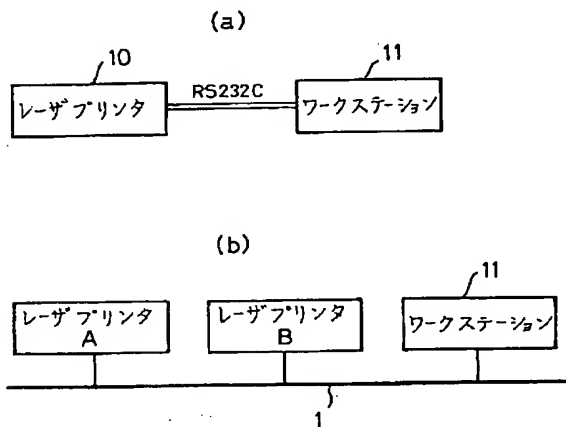 (a)
10
11
レーザプリンタ
RS232C
ワークステーション
(b)
11
レーザプリンタ
A
レーザプリンタ
B
ワークステーション
1